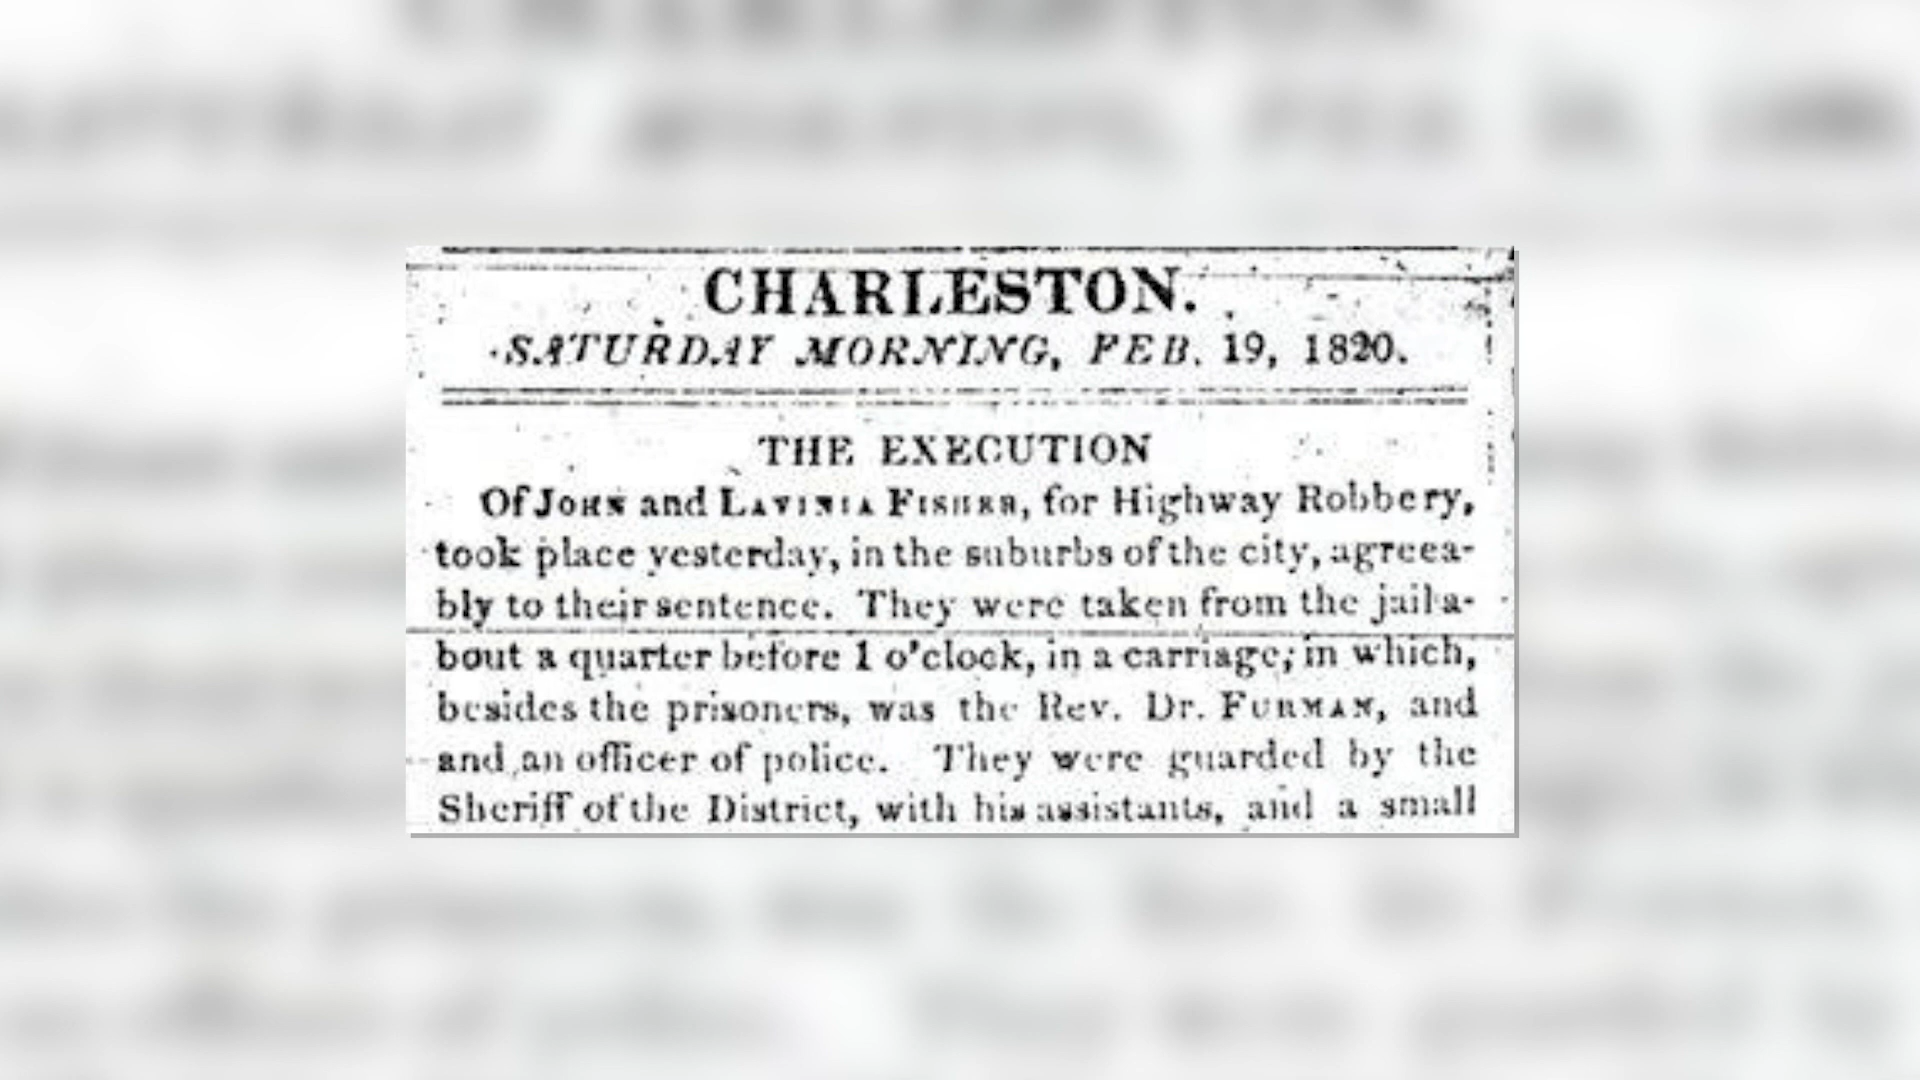 CHARLESTON.
SATURDAY MORNING, FEB. 19, 1820.
THE EXECUTION
Of JOHN and LAVINIA FISHER, for Highway Robbery,
took place yesterday, in the suburbs of the city, agreea-
bly to their sentence. They were taken from the jail a-
bout a quarter before 1 o'clock, in a carriage; in which,
besides the prisoners, was the Rev. Dr. FURMAN, and
and an officer of police. They were guarded by the
Sheriff of the District, with his assistants, and a small